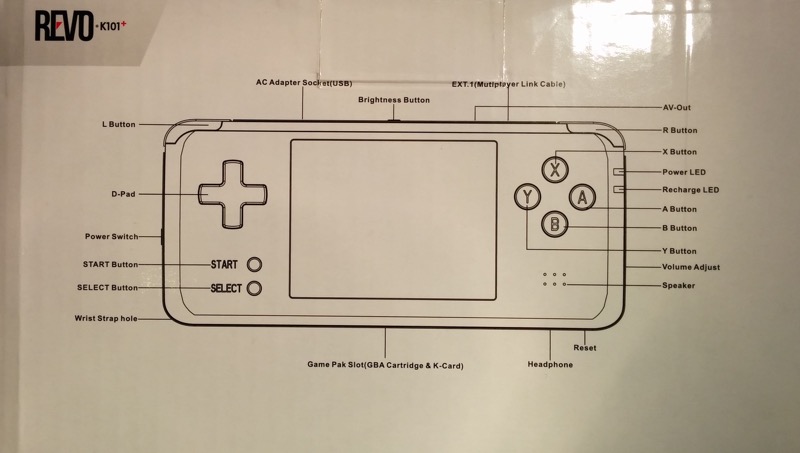 REVO K101+
AC Adapter Socket(USB)
EXT.1(Mutiplayer Link Cable)
Brightness Button
AV-Out
L Button
R Button
X Button
Power LED
Recharge LED
D-Pad
A Button
B Button
Power Switch
Y Button
START Button
START
Volume Adjust
SELECT Button
SELECT
Speaker
Wrist Strap hole
Reset
Game Pak Slot(GBA Cartridge & K-Card)
Headphone
X
Y
A
B